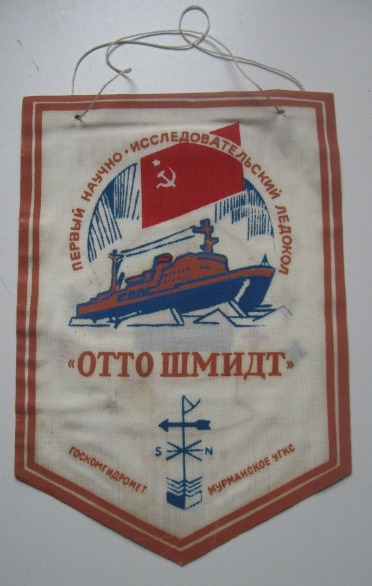 ПЕРВЫЙ НАУЧНО-ИССЛЕДОВАТЕЛЬСКИЙ ЛЕДОКОЛ
«ОТТО ШМИДТ»
S N
ГОСКОМГИДРОМЕТ
МУРМАНСКОЕ УГКС